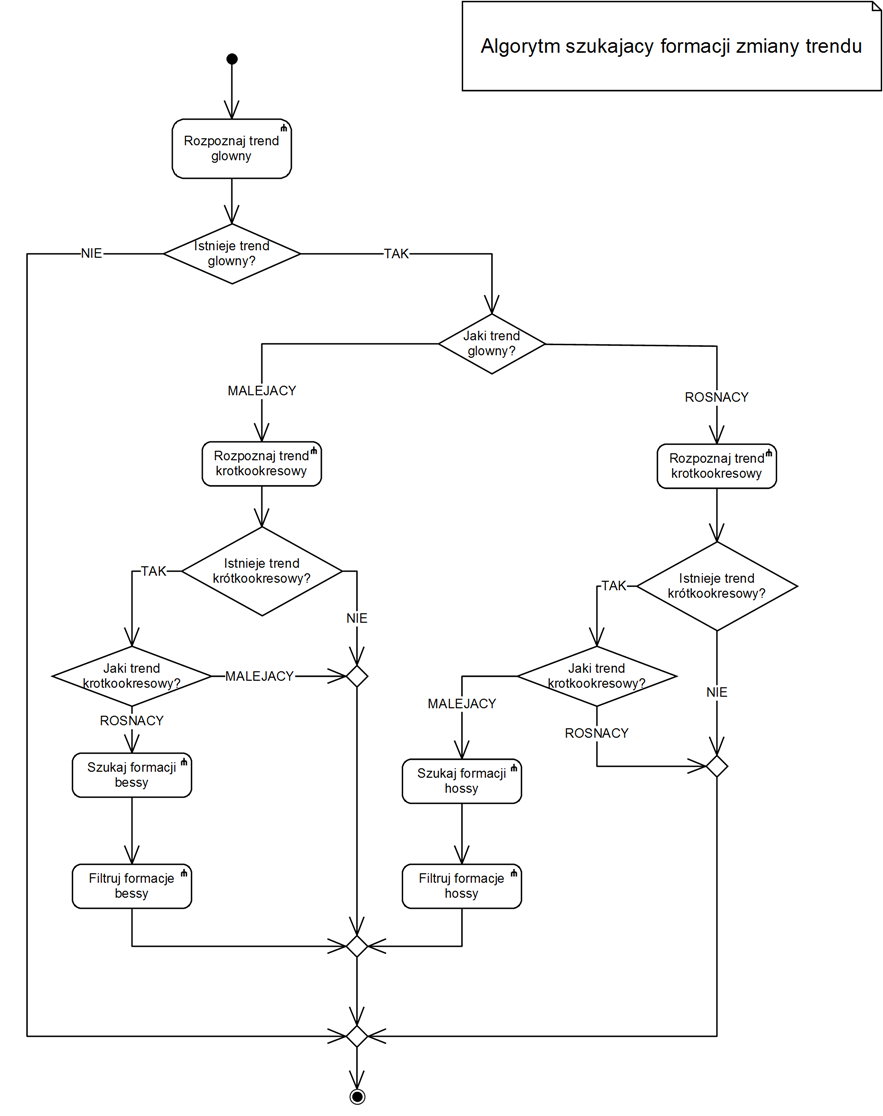 Algorytm szukajacy formacji zmiany trendu
Rozpoznaj trend
glowny
Istnieje trend
glowny?
NIE
TAK
Jaki trend
glowny?
MALEJACY
ROSNACY
Rozpoznaj trend
krotkookresowy
Rozpoznaj trend
krotkookresowy
Istnieje trend
krótkookresowy?
Istnieje trend
krótkookresowy?
TAK
NIE
TAK
NIE
Jaki trend
krotkookresowy?
MALEJACY
Jaki trend
krotkookresowy?
ROSNACY
MALEJACY
ROSNACY
Szukaj formacji
bessy
Szukaj formacji
hossy
Filtruj formacje
bessy
Filtruj formacje
hossy